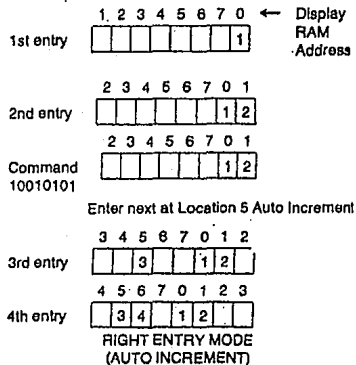 1 2 3 4 5 6 7 0 ← Display
RAM
Address
1st entry 1
2 3 4 5 6 7 0 1
2nd entry 1 2
2 3 4 5 6 7 0 1
Command 1 2
10010101
Enter next at Location 5 Auto Increment
3 4 5 6 7 0 1 2
3rd entry 3 1 2
4 5 6 7 0 1 2 3
4th entry 3 4 1 2
RIGHT ENTRY MODE
(AUTO INCREMENT)